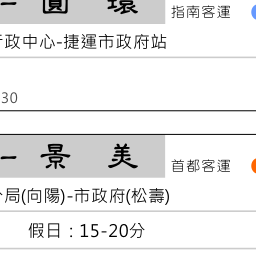 一 圓 環 指南客運
行政中心-捷運市政府站
30
一 景 美 首都客運
分局(向陽)-市政府(松壽)
假日：15-20分